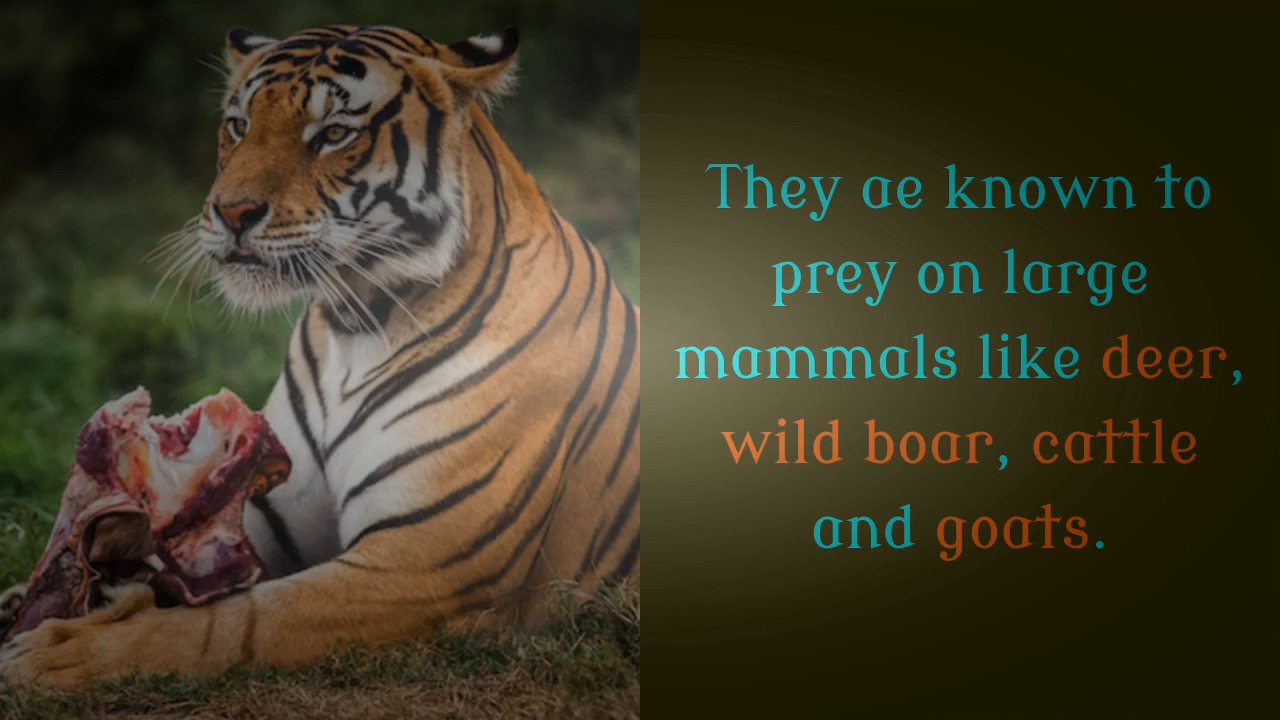 They ae known to
prey on large
mammals like deer,
wild boar, cattle
and goats.